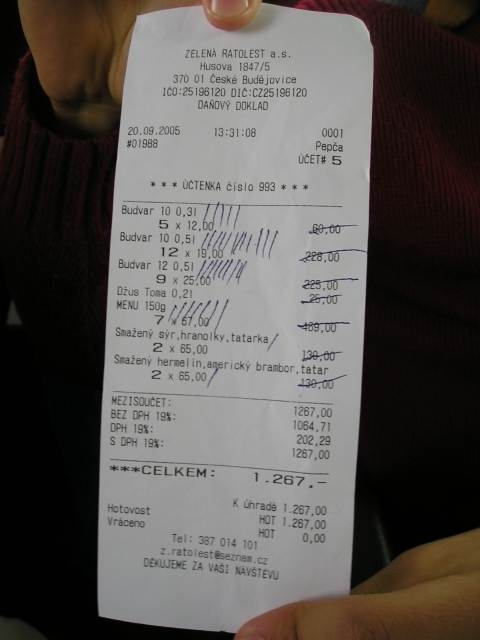 ZELENÁ RATOLEST a.s.
Husova 1847/5
370 01 České Budějovice
IČO:25196120 DIČ:CZ25196120
DAŇOVÝ DOKLAD
20.09.2005 13:31:08 0001
#01988 Pepča
ÚČET# 5
* * * ÚČTENKA číslo 993 * * *
Budvar 10 0,3l
5 x 12,00 60,00
Budvar 10 0,5l
12 x 19,00 228,00
Budvar 12 0,5l
9 x 25,00 225,00
Džus Toma 0,2l 25,00
MENU 150g
7 x 67,00 469,00
Smažený sýr,hranolky,tatarka
2 x 65,00 130,00
Smažený hermelín,americký brambor,tatar
2 x 65,00 130,00
MEZISOUČET: 1267,00
BEZ DPH 19%: 1064,71
DPH 19%: 202,29
S DPH 19%: 1267,00
***CELKEM: 1.267,-
K úhradě 1.267,00
Hotovost HOT 1.267,00
Vráceno HOT 0,00
Tel: 387 014 101
z.ratolest@seznam.cz
DĚKUJEME ZA VAŠI NÁVŠTĚVU